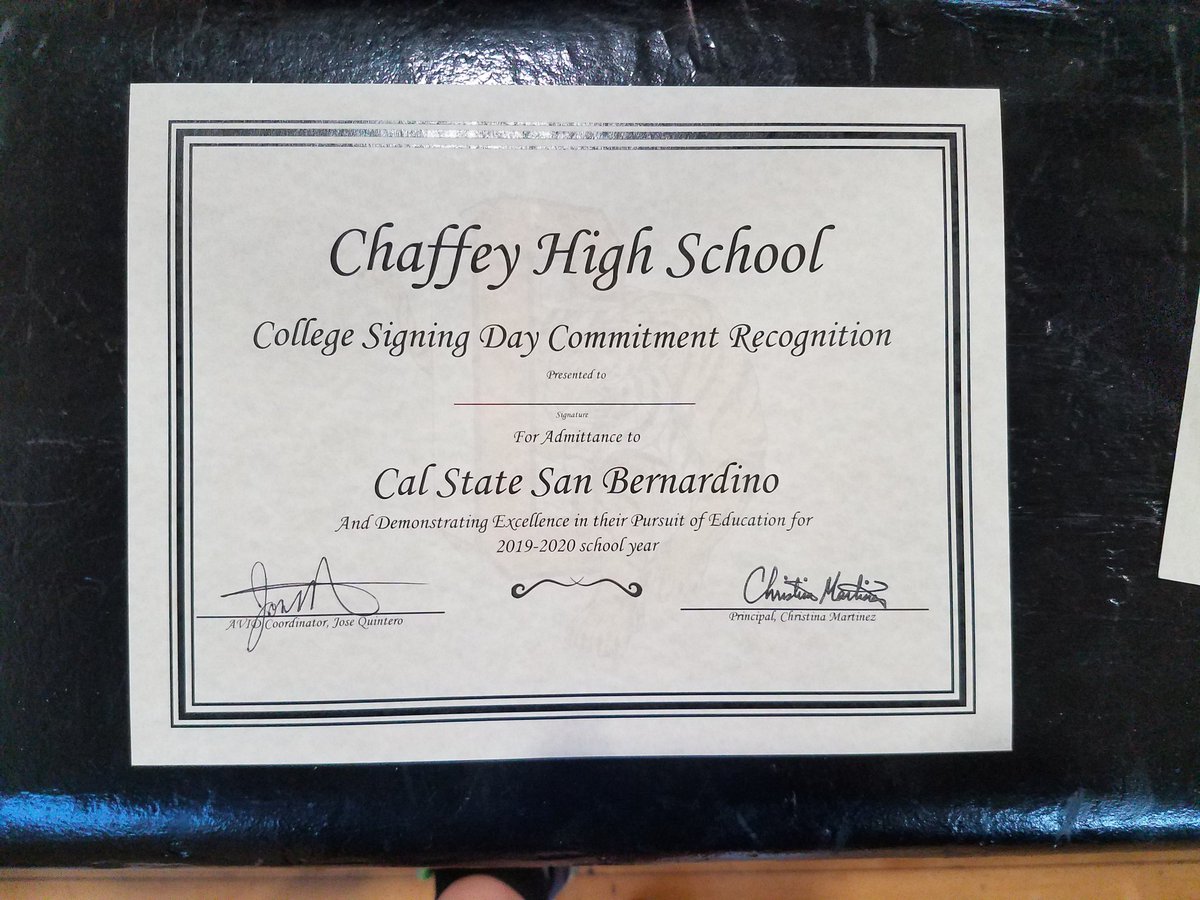 Chaffey High School
College Signing Day Commitment Recognition
Presented to
Signature
For Admittance to
Cal State San Bernardino
And Demonstrating Excellence in their Pursuit of Education for
2019-2020 school year
Christina Martinez
AVID Coordinator, Jose Quintero
Principal, Christina Martinez